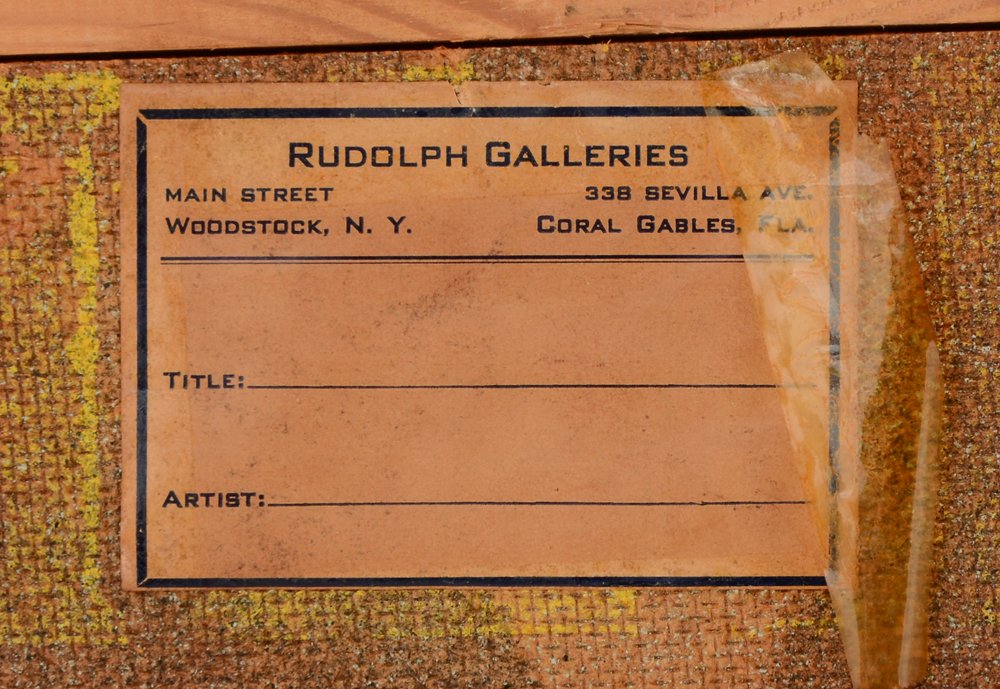 RUDOLPH GALLERIES
MAIN STREET 338 SEVILLA AVE.
WOODSTOCK, N. Y. CORAL GABLES, FLA.
TITLE:
ARTIST: